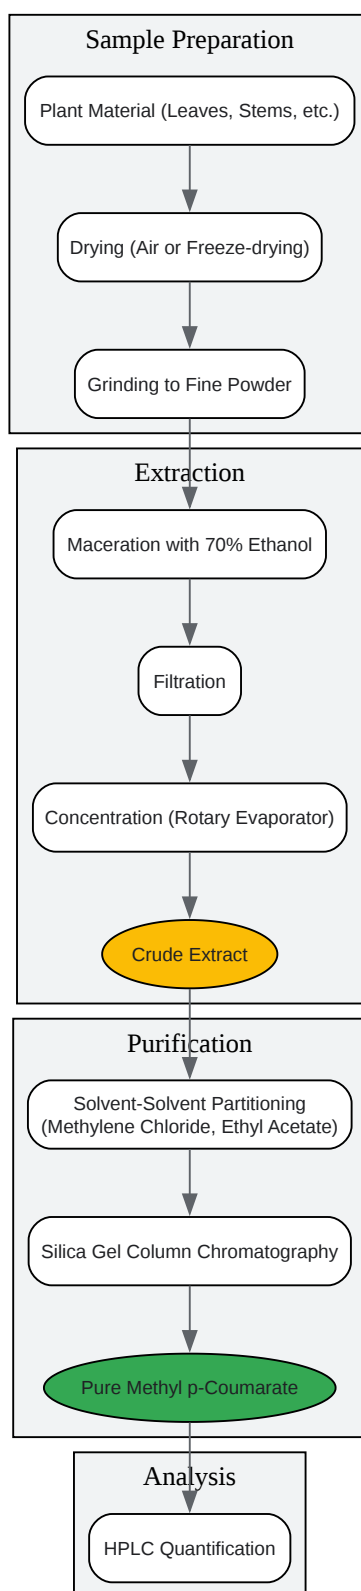 Sample Preparation
Plant Material (Leaves, Stems, etc.)
Drying (Air or Freeze-drying)
Grinding to Fine Powder
Extraction
Maceration with 70% Ethanol
Filtration
Concentration (Rotary Evaporator)
Crude Extract
Purification
Solvent-Solvent Partitioning
(Methylene Chloride, Ethyl Acetate)
Silica Gel Column Chromatography
Pure Methyl p-Coumarate
Analysis
HPLC Quantification